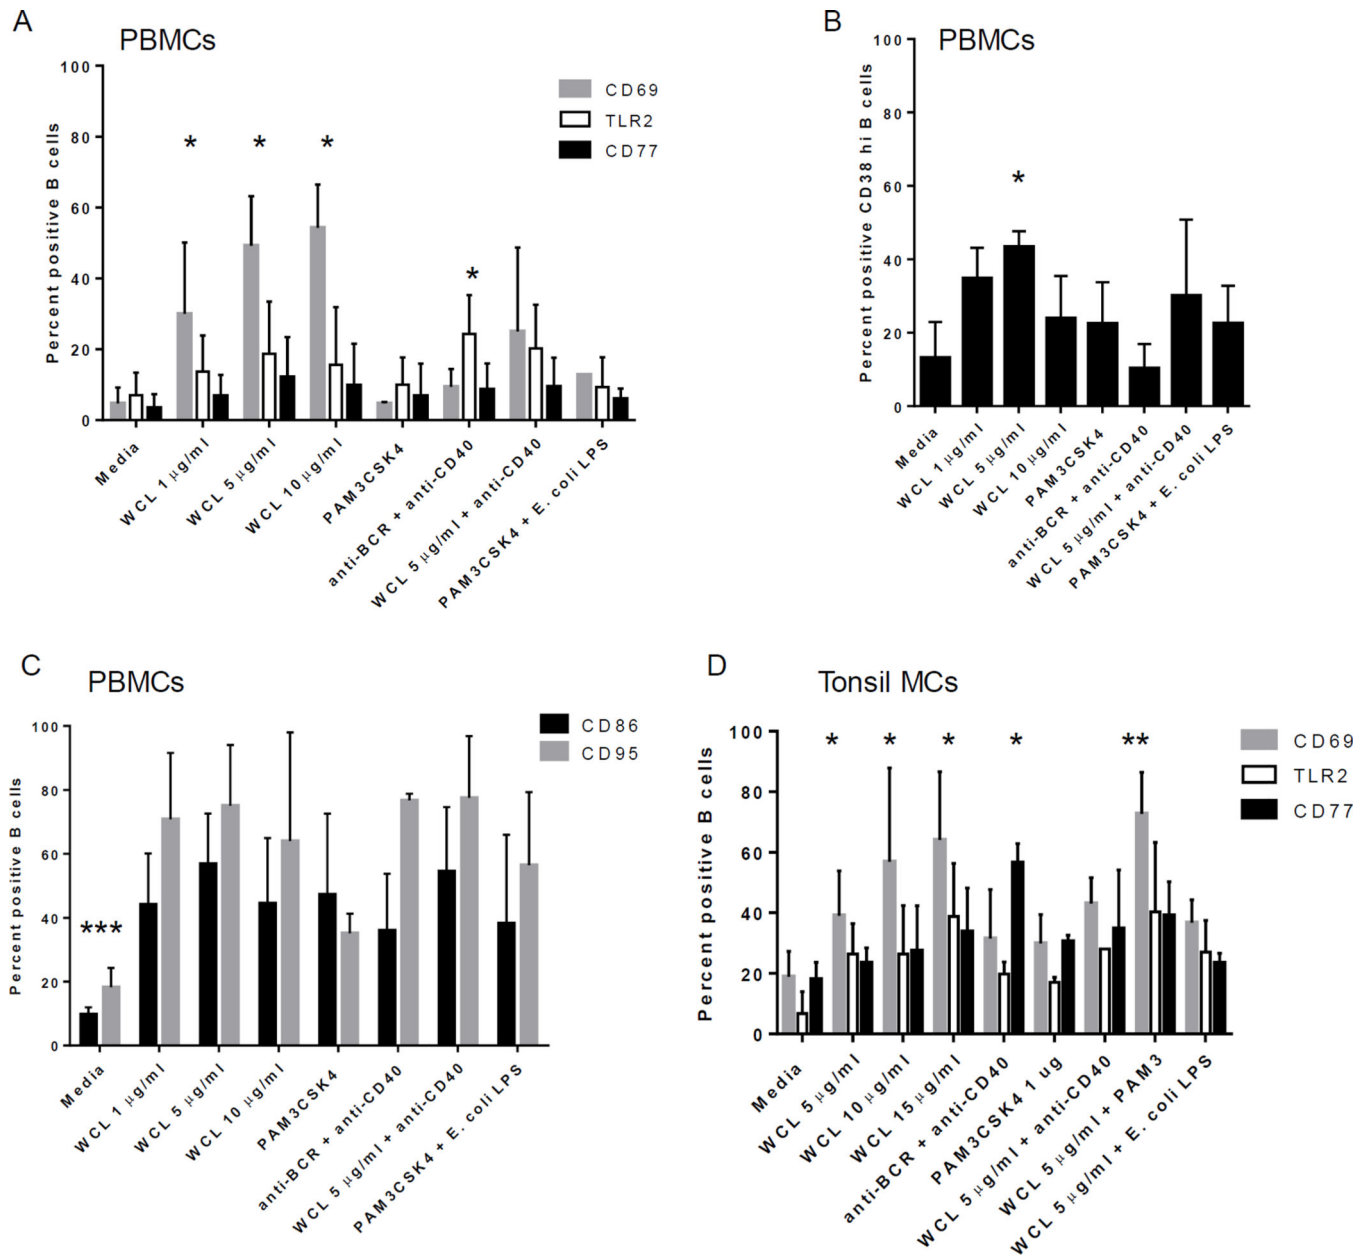 A
PBMCs
Percent positive B cells
100
80
60
40
20
0
* * *
*
CD69
TLR2
CD77
Media
WCL 1 μg/ml
WCL 5 μg/ml
WCL 10 μg/ml
PAM3CSK4
anti-BCR + anti-CD40
WCL 5 μg/ml + anti-CD40
PAM3CSK4 + E. coli LPS
B
PBMCs
Percent positive CD38 hi B cells
100
80
60
40
20
0
*
Media
WCL 1 μg/ml
WCL 5 μg/ml
WCL 10 μg/ml
PAM3CSK4
anti-BCR + anti-CD40
WCL 5 μg/ml + anti-CD40
PAM3CSK4 + E. coli LPS
C
PBMCs
Percent positive B cells
100
80
60
40
20
0
***
CD86
CD95
Media
WCL 1 μg/ml
WCL 5 μg/ml
WCL 10 μg/ml
PAM3CSK4
anti-BCR + anti-CD40
WCL 5 μg/ml + anti-CD40
PAM3CSK4 + E. coli LPS
D
Tonsil MCs
Percent positive B cells
100
80
60
40
20
0
* * * * **
CD69
TLR2
CD77
Media
WCL 5 μg/ml
WCL 10 μg/ml
WCL 15 μg/ml
anti-BCR + anti-CD40
PAM3CSK4 1 ug
WCL 5 μg/ml + anti-CD40
WCL 5 μg/ml + PAM3
WCL 5 μg/ml + E. coli LPS